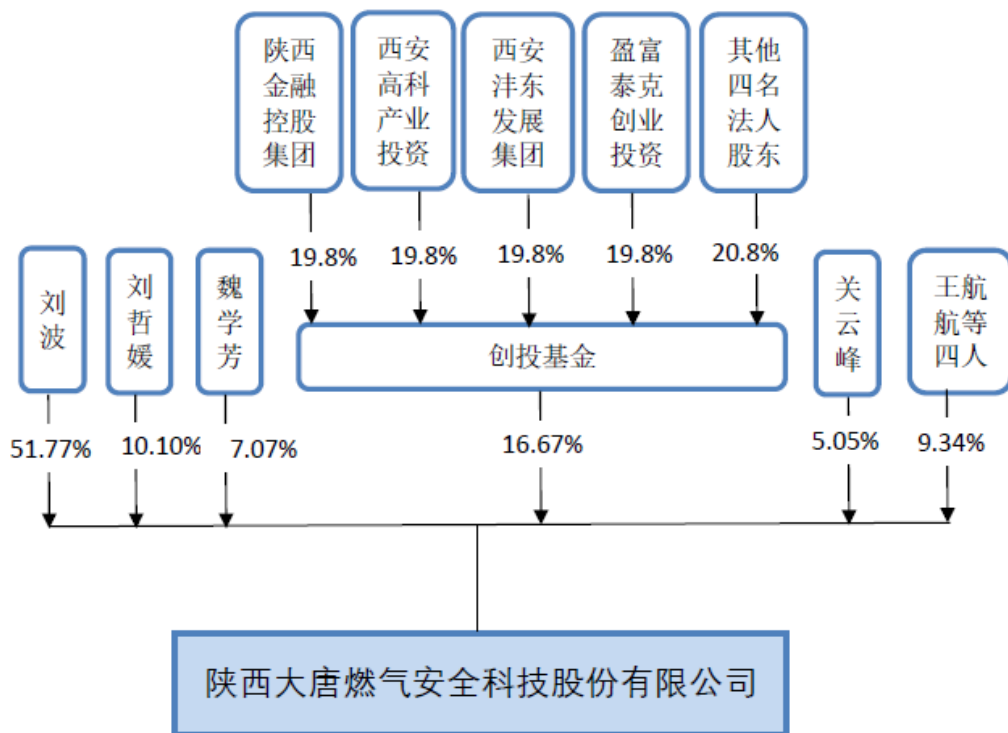 陕西
金融
控股
集团
西安
高科
产业
投资
西安
沣东
发展
集团
盈富
泰克
创业
投资
其他
四名
法人
股东
19.8%
19.8%
19.8%
19.8%
20.8%
刘
波
刘
哲
媛
魏
学
芳
创投基金
关
云
峰
王航
航等
四人
51.77%
10.10%
7.07%
16.67%
5.05%
9.34%
陕西大唐燃气安全科技股份有限公司